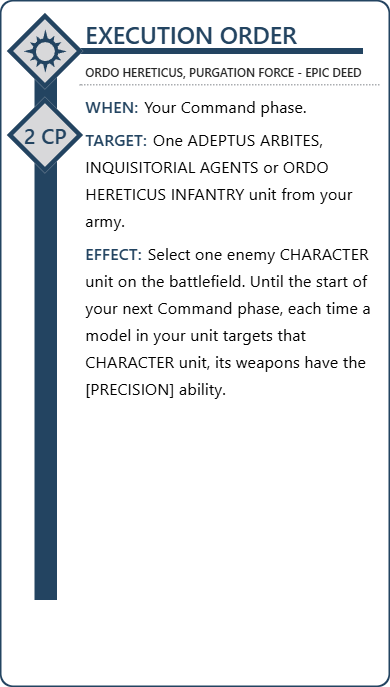 EXECUTION ORDER
ORDO HERETICUS, PURGATION FORCE - EPIC DEED
2 CP
WHEN: Your Command phase.
TARGET: One ADEPTUS ARBITES,
INQUISITORIAL AGENTS or ORDO
HERETICUS INFANTRY unit from your
army.
EFFECT: Select one enemy CHARACTER
unit on the battlefield. Until the start of
your next Command phase, each time a
model in your unit targets that
CHARACTER unit, its weapons have the
[PRECISION] ability.